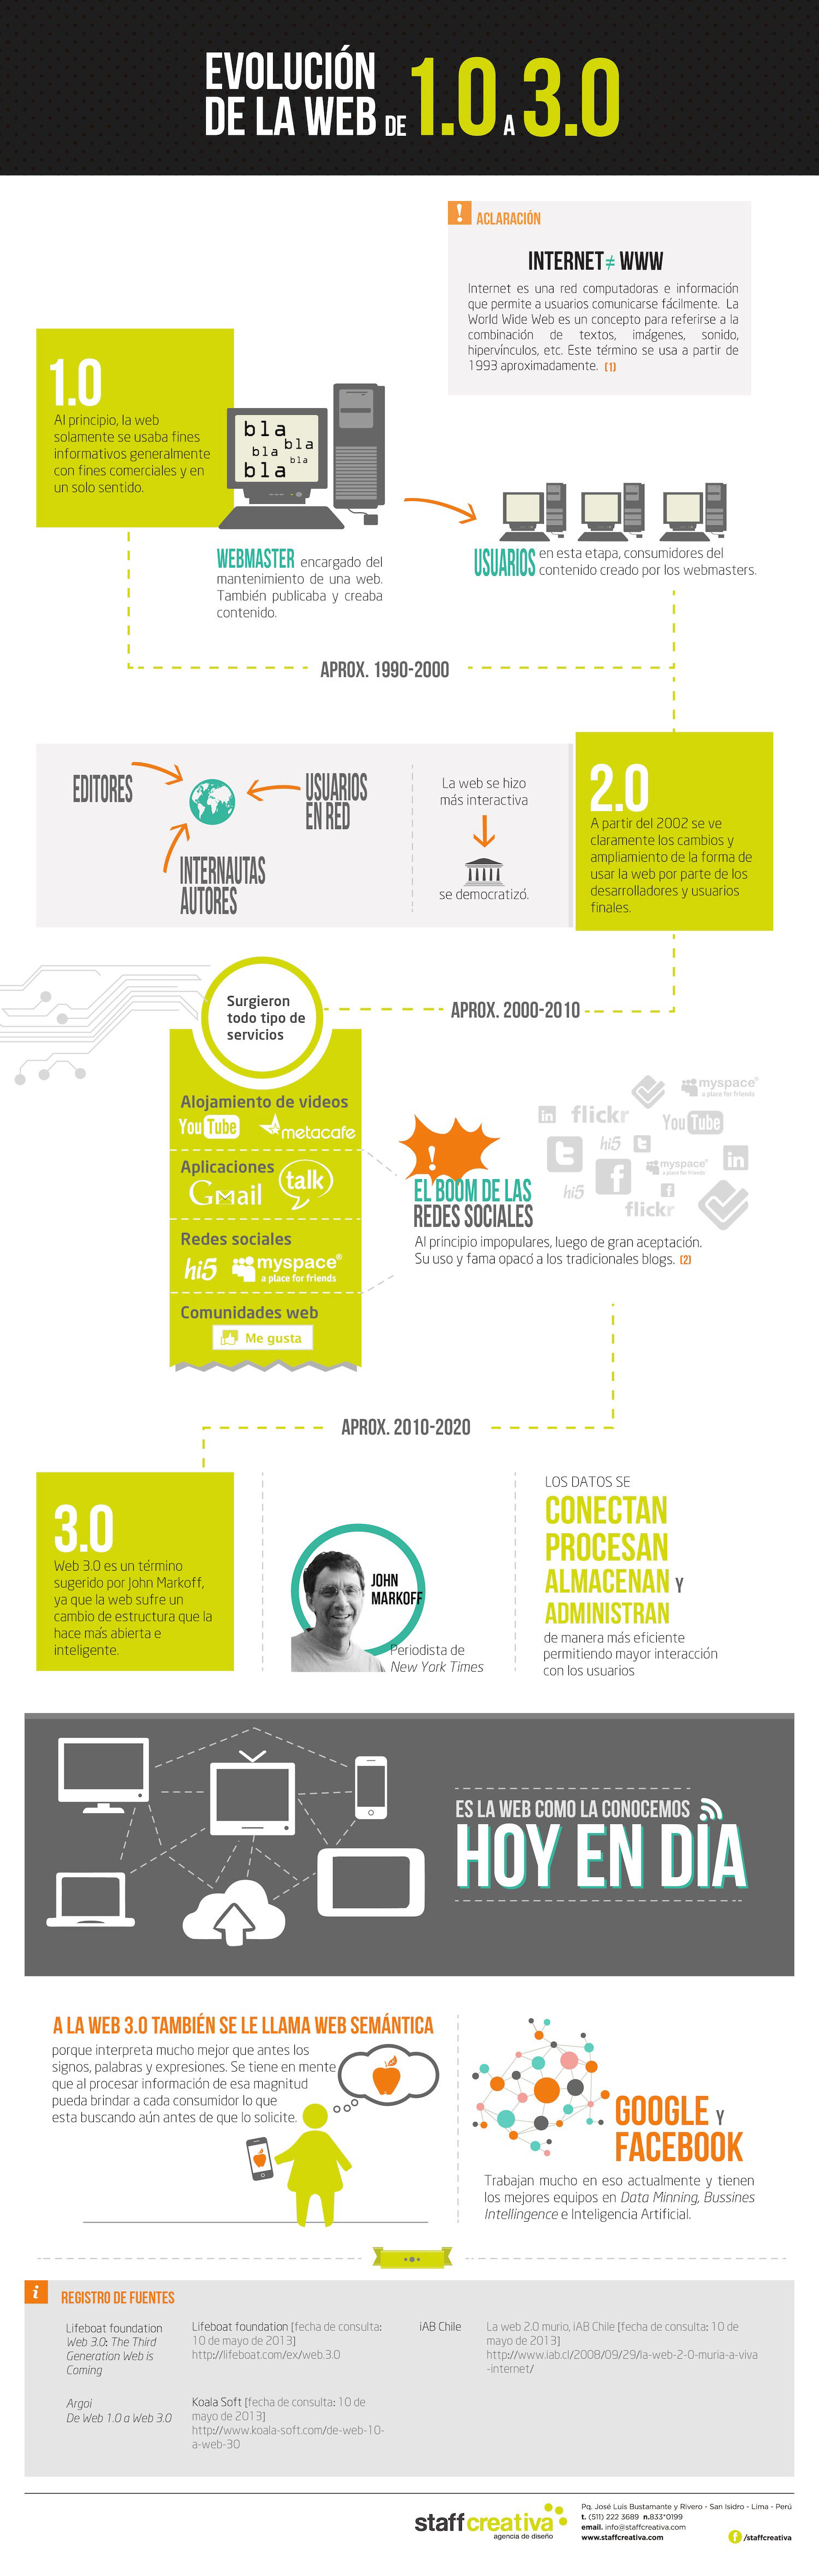 EVOLUCIÓN
DE LA WEB DE 1.0 A 3.0
! ACLARACIÓN
INTERNET ≠ WWW
Internet es una red computadoras e información
que permite a usuarios comunicarse fácilmente. La
World Wide Web es un concepto para referirse a la
combinación de textos, imágenes, sonido,
hipervínculos, etc. Este término se usa a partir de
1993 aproximadamente. (1)
1.0
Al principio, la web
solamente se usaba fines
informativos generalmente
con fines comerciales y en
un solo sentido.
bla
bla
bla
bla
bla
WEBMASTER encargado del
mantenimiento de una web.
También publicaba y creaba
contenido.
USUARIOS en esta etapa, consumidores del
contenido creado por los webmasters.
APROX. 1990-2000
EDITORES
USUARIOS
EN RED
INTERNAUTAS
AUTORES
La web se hizo
más interactiva
se democratizó.
2.0
A partir del 2002 se ve
claramente los cambios y
ampliamiento de la forma de
usar la web por parte de los
desarrolladores y usuarios
finales.
APROX. 2000-2010
Surgieron
todo tipo de
servicios
Alojamiento de videos
YouTube metacafe
Aplicaciones
Gmail talk
Redes sociales
hi5 myspace®
a place for friends
Comunidades web
Me gusta
myspace®
a place for friends
in flickr YouTube
t hi5 t
myspace®
a place for friends
in
hi5 f f
flickr
!
EL BOOM DE LAS
REDES SOCIALES
Al principio impopulares, luego de gran aceptación.
Su uso y fama opacó a los tradicionales blogs. (2)
APROX. 2010-2020
3.0
Web 3.0 es un término
sugerido por John Markoff,
ya que la web sufre un
cambio de estructura que la
hace más abierta e
inteligente.
JOHN
MARKOFF
Periodista de
New York Times
LOS DATOS SE
CONECTAN
PROCESAN
ALMACENAN Y
ADMINISTRAN
de manera más eficiente
permitiendo mayor interacción
con los usuarios
ES LA WEB COMO LA CONOCEMOS
HOY EN DÍA
A LA WEB 3.0 TAMBIÉN SE LE LLAMA WEB SEMÁNTICA
porque interpreta mucho mejor que antes los
signos, palabras y expresiones. Se tiene en mente
que al procesar información de esa magnitud
pueda brindar a cada consumidor lo que
esta buscando aún antes de que lo solicite.
GOOGLE Y
FACEBOOK
Trabajan mucho en eso actualmente y tienen
los mejores equipos en Data Minning, Bussines
Intellingence e Inteligencia Artificial.
i REGISTRO DE FUENTES
Lifeboat foundation
Web 3.0: The Third
Generation Web is
Coming
Lifeboat foundation [fecha de consulta:
10 de mayo de 2013]
http://lifeboat.com/ex/web.3.0
iAB Chile
La web 2.0 murio, iAB Chile [fecha de consulta: 10 de
mayo de 2013]
http://www.iab.cl/2008/09/29/la-web-2-0-muria-a-viva
-internet/
Argoi
De Web 1.0 a Web 3.0
Koala Soft [fecha de consulta: 10 de
mayo de 2013]
http://www.koala-soft.com/de-web-10-
a-web-30
staffcreativa
agencia de diseño
Pq. José Luis Bustamante y Rivero - San Isidro - Lima - Perú
t. (511) 222 3689 n.833*0199
email. info@staffcreativa.com
www.staffcreativa.com
f /staffcreativa